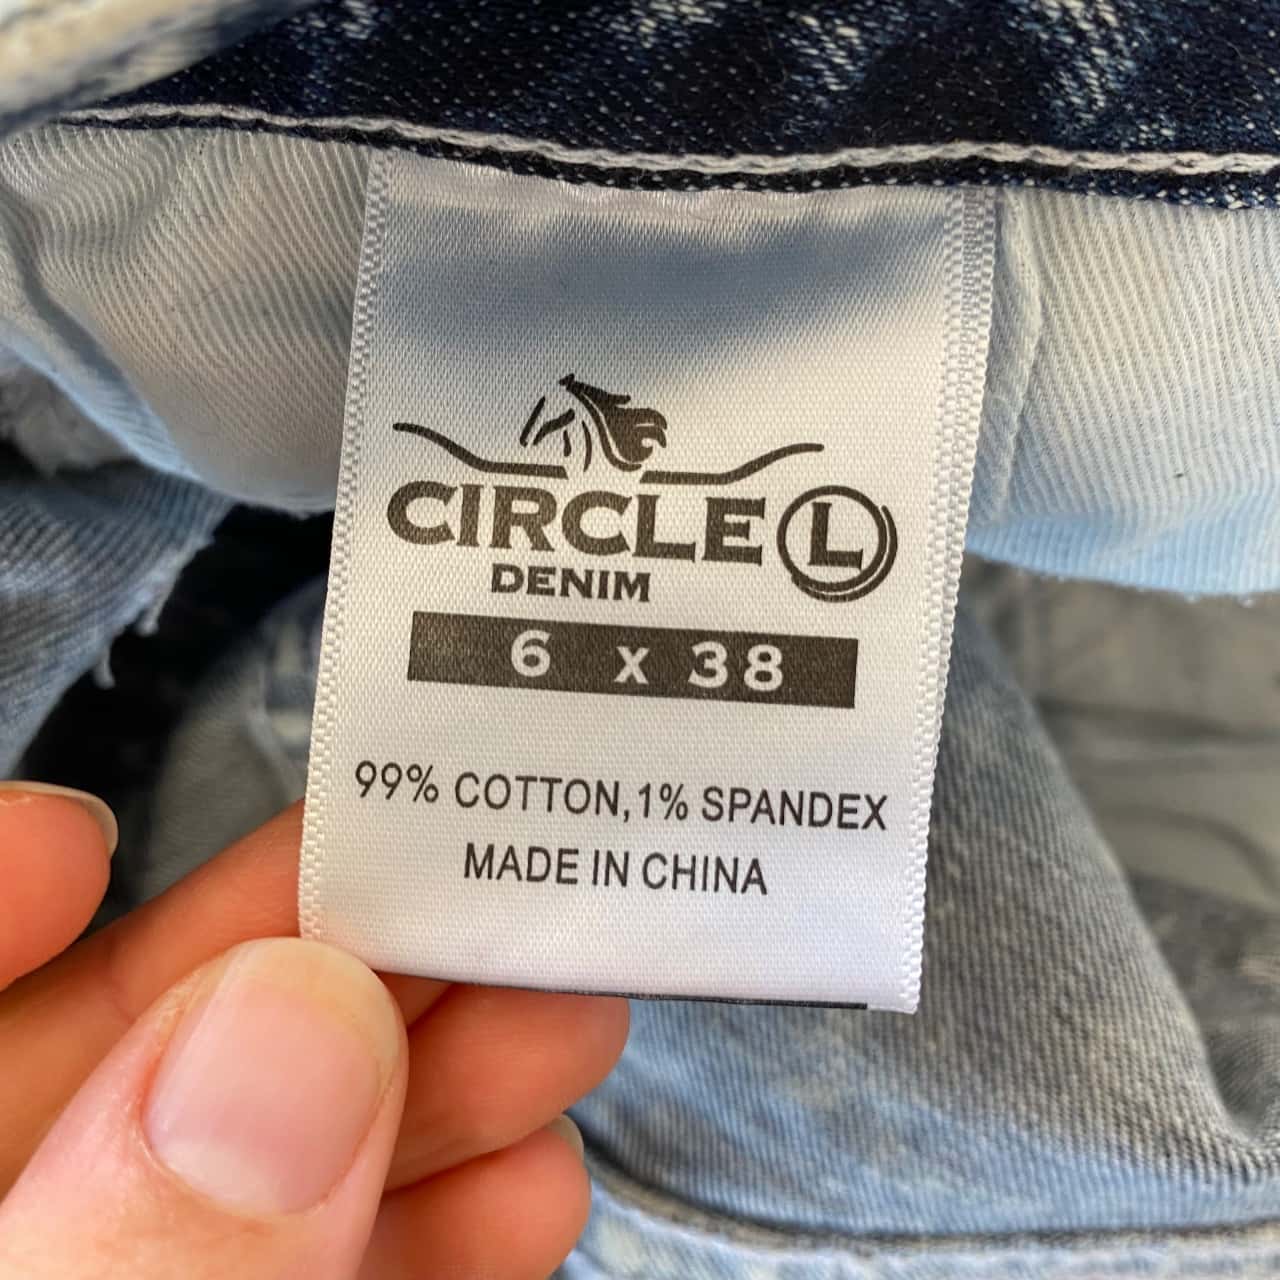 CIRCLE L
DENIM
6 x 38
99% COTTON,1% SPANDEX
MADE IN CHINA